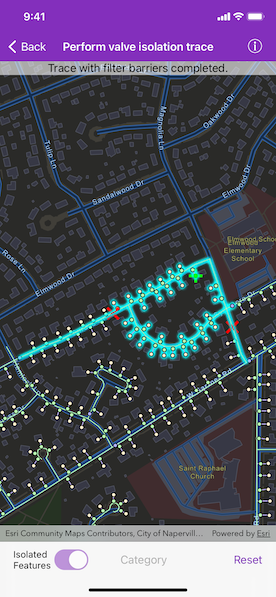 9:41
Back
Perform valve isolation trace
Trace with filter barriers completed.
Magnolia Ln
Oakwood Dr
Tulip Ln
Sandalwood Dr
Elmwood Dr
Elmwood Scho
Elmwood
Elementary
School
Rose Ln
Elmwood Dr
Saint Raphael
Church
Esri Community Maps Contributors, City of Napervill...
Powered by Esri
Isolated
Features
Category
Reset